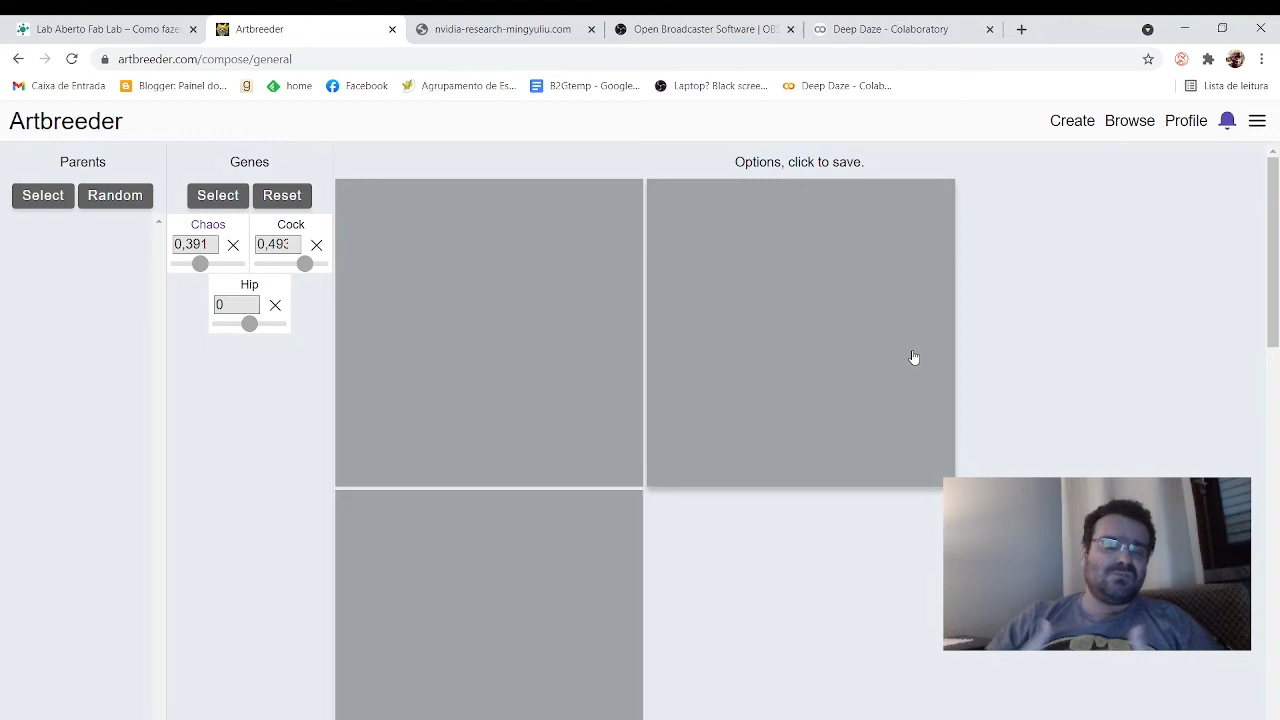 Lab Aberto Fab Lab – Como faze
Artbreeder
nvidia-research-mingyuliu.com
Open Broadcaster Software | OBS
Deep Daze - Colaboratory
artbreeder.com/compose/general
Caixa de Entrada
Blogger: Painel do...
home
Facebook
Agrupamento de Es...
B2Gtemp - Google...
Laptop? Black scree...
Deep Daze - Colab...
Lista de leitura
Artbreeder
Create
Browse
Profile
Parents
Genes
Options, click to save.
Select
Random
Select
Reset
Chaos
Cock
0,391
0,493
Hip
0